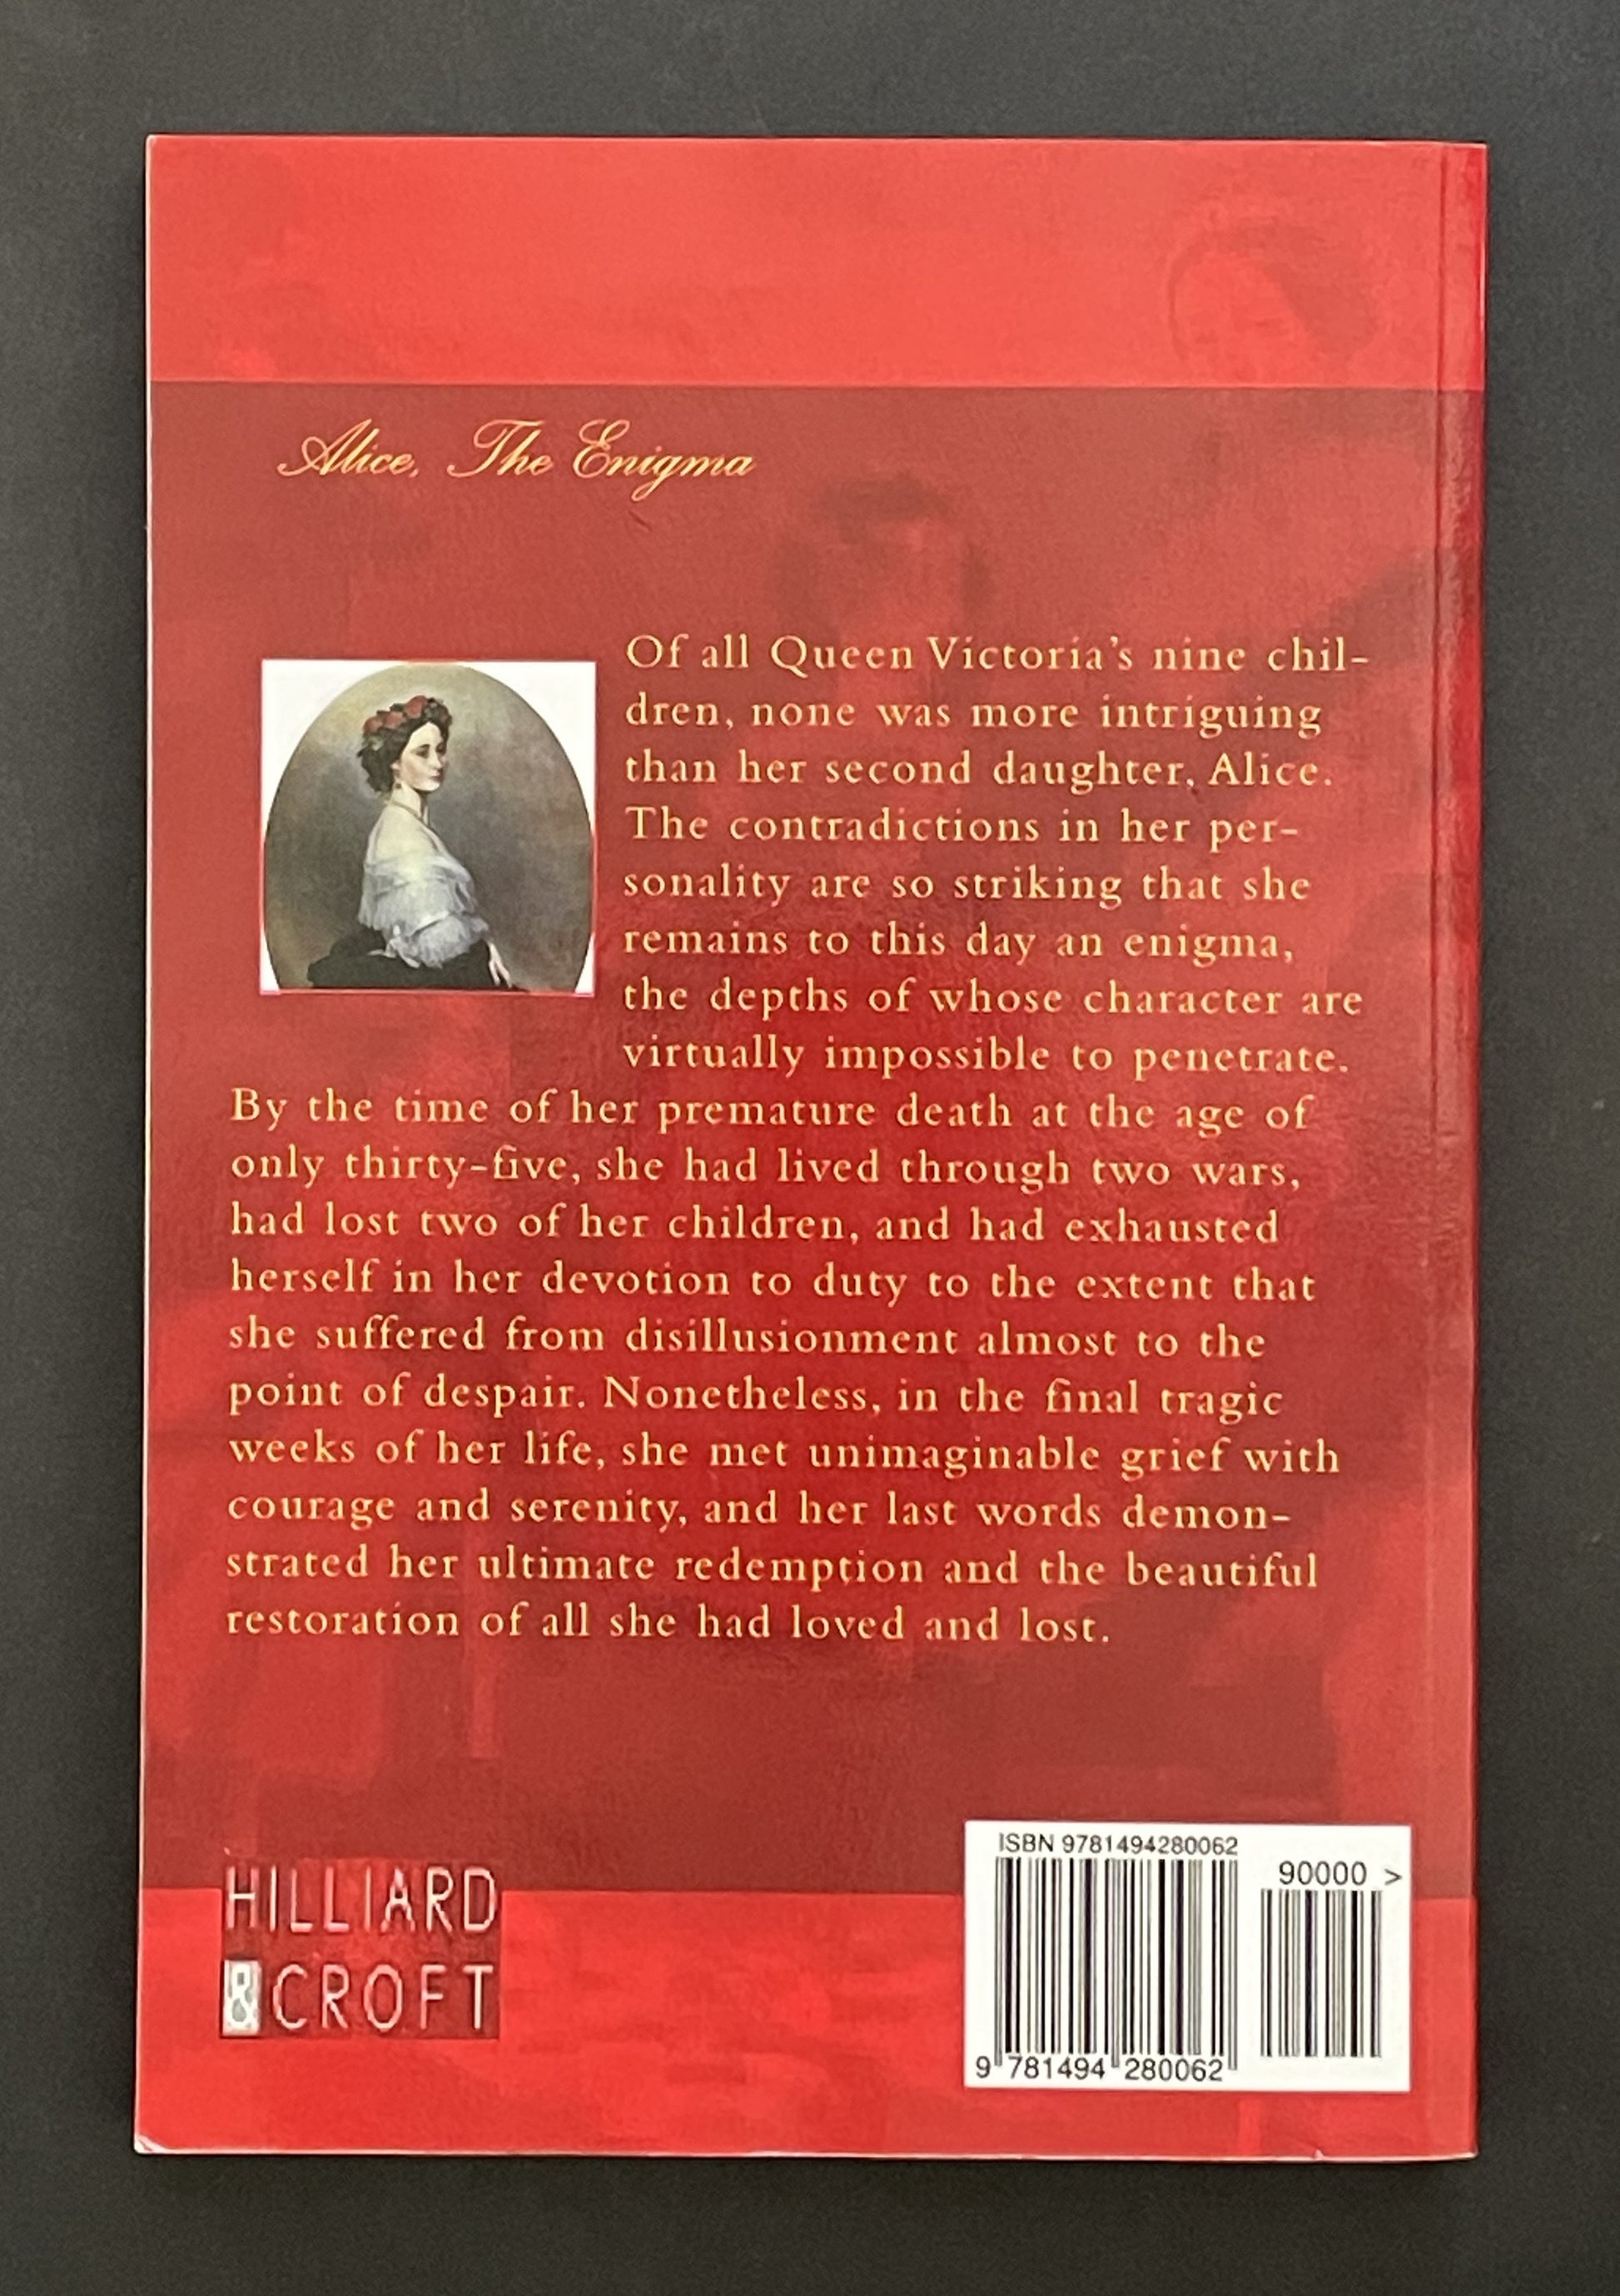 Alice, The Enigma
Of all Queen Victoria's nine chil-
dren, none was more intriguing
than her second daughter, Alice.
The contradictions in her per-
sonality are so striking that she
remains to this day an enigma,
the depths of whose character are
virtually impossible to penetrate.
By the time of her premature death at the age of
only thirty-five, she had lived through two wars,
had lost two of her children, and had exhausted
herself in her devotion to duty to the extent that
she suffered from disillusionment almost to the
point of despair. Nonetheless, in the final tragic
weeks of her life, she met unimaginable grief with
courage and serenity, and her last words demon-
strated her ultimate redemption and the beautiful
restoration of all she had loved and lost.
HILLIARD
& CROFT
ISBN 9781494280062
90000 >
9 781494 280062